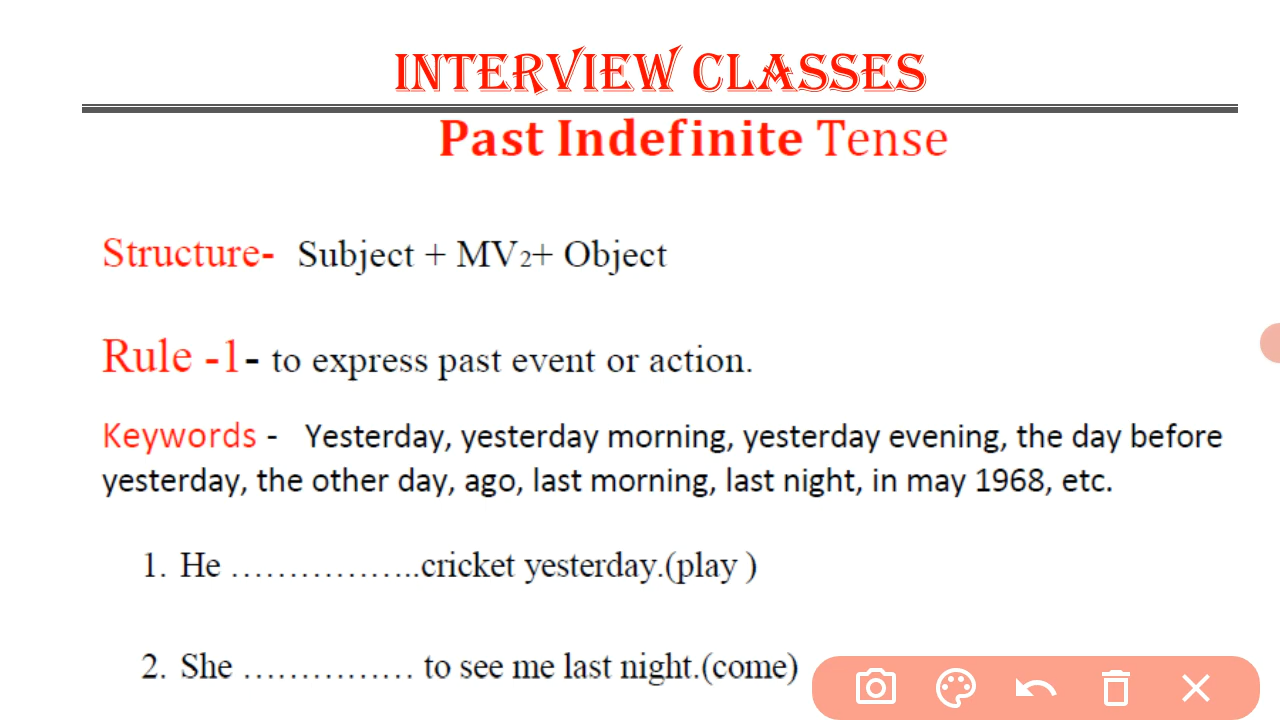 INTERVIEW CLASSES
Past Indefinite Tense
Structure- Subject + MV2+ Object
Rule -1- to express past event or action.
Keywords - Yesterday, yesterday morning, yesterday evening, the day before
yesterday, the other day, ago, last morning, last night, in may 1968, etc.
1. He ……………..cricket yesterday.(play )
2. She …………… to see me last night.(come)